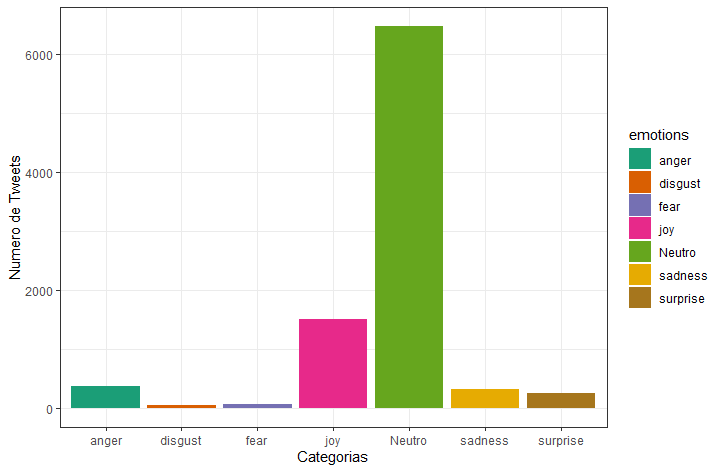 Numero de Tweets
6000
4000
2000
0
anger disgust fear joy Neutro sadness surprise
Categorias
emotions
anger
disgust
fear
joy
Neutro
sadness
surprise